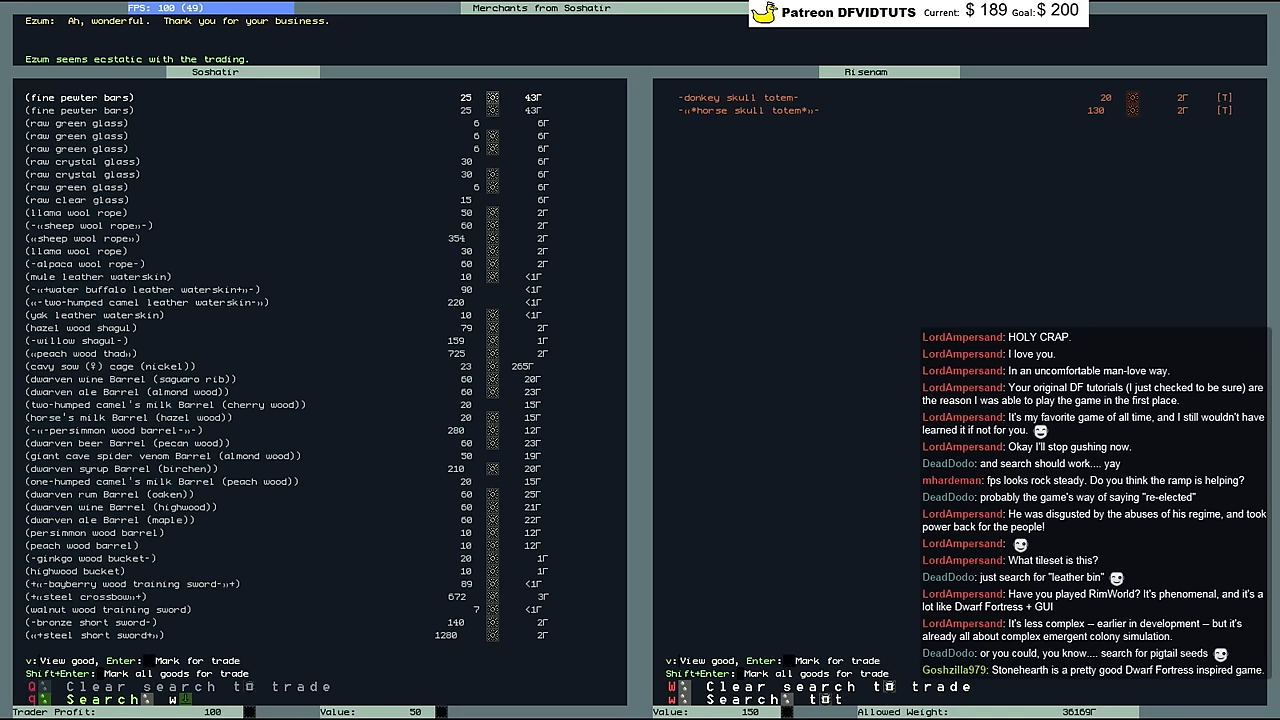 FPS: 100 (49)
Merchants from Soshatir
Patreon DFVIDTUTS Current: $ 189 Goal: $ 200
Ezum: Ah, wonderful. Thank you for your business.
Ezum seems ecstatic with the trading.
Soshatir
Risenam
(fine pewter bars) 25 43Γ
(fine pewter bars) 25 43Γ
(raw green glass) 6 6Γ
(raw green glass) 6 6Γ
(raw green glass) 6 6Γ
(raw crystal glass) 30 6Γ
(raw crystal glass) 30 6Γ
(raw green glass) 6 6Γ
(raw clear glass) 15 6Γ
(llama wool rope) 50 2Γ
(-«sheep wool rope»-) 60 2Γ
(«sheep wool rope») 354 2Γ
(llama wool rope) 30 2Γ
(-alpaca wool rope-) 60 2Γ
(mule leather waterskin) 10 <1Γ
(-«+water buffalo leather waterskin+»-) 90 <1Γ
(«-two-humped camel leather waterskin-») 220 <1Γ
(yak leather waterskin) 10 <1Γ
(hazel wood shagul) 79 2Γ
(-willow shagul-) 159 1Γ
(«peach wood thad») 725 2Γ
(cavy sow (♀) cage (nickel)) 23 265Γ
(dwarven wine Barrel (saguaro rib)) 60 20Γ
(dwarven ale Barrel (almond wood)) 60 23Γ
(two-humped camel's milk Barrel (cherry wood)) 20 15Γ
(horse's milk Barrel (hazel wood)) 20 15Γ
(-«-persimmon wood barrel-»-) 280 12Γ
(dwarven beer Barrel (pecan wood)) 60 23Γ
(giant cave spider venom Barrel (almond wood)) 50 19Γ
(dwarven syrup Barrel (birchen)) 210 20Γ
(one-humped camel's milk Barrel (peach wood)) 20 15Γ
(dwarven rum Barrel (oaken)) 60 25Γ
(dwarven wine Barrel (highwood)) 60 21Γ
(dwarven ale Barrel (maple)) 60 22Γ
(persimmon wood barrel) 10 12Γ
(peach wood barrel) 10 12Γ
(-ginkgo wood bucket-) 20 1Γ
(highwood bucket) 10 1Γ
(+«-bayberry wood training sword-»+) 89 <1Γ
(+«steel crossbow»+) 672 3Γ
(walnut wood training sword) 7 <1Γ
(-bronze short sword-) 140 2Γ
(«+steel short sword+») 1280 2Γ
v:View good, Enter: Mark for trade
Shift+Enter: Mark all goods for trade
Q: Clear search to trade
q: Search: w
Trader Profit: 100 Value: 50
-donkey skull totem- 20 2Γ [T]
-«*horse skull totem*»- 130 2Γ [T]
LordAmpersand: HOLY CRAP.
LordAmpersand: I love you.
LordAmpersand: In an uncomfortable man-love way.
LordAmpersand: Your original DF tutorials (I just checked to be sure) are
the reason I was able to play the game in the first place.
LordAmpersand: It's my favorite game of all time, and I still wouldn't have
learned it if not for you.
LordAmpersand: Okay I'll stop gushing now.
DeadDodo: and search should work.... yay
mhardeman: fps looks rock steady. Do you think the ramp is helping?
DeadDodo: probably the game's way of saying "re-elected"
LordAmpersand: He was disgusted by the abuses of his regime, and took
power back for the people!
LordAmpersand:
LordAmpersand: What tileset is this?
DeadDodo: just search for "leather bin"
LordAmpersand: Have you played RimWorld? It's phenomenal, and it's a
lot like Dwarf Fortress + GUI
LordAmpersand: It's less complex – earlier in development – but it's
already all about complex emergent colony simulation.
DeadDodo: or you could, you know.... search for pigtail seeds
Goshzilla979: Stonehearth is a pretty good Dwarf Fortress inspired game.
v:View good, Enter: Mark for trade
Shift+Enter: Mark all goods for trade
W: Clear search to trade
w: Search: tot
Value: 150 Allowed Weight: 36169Γ